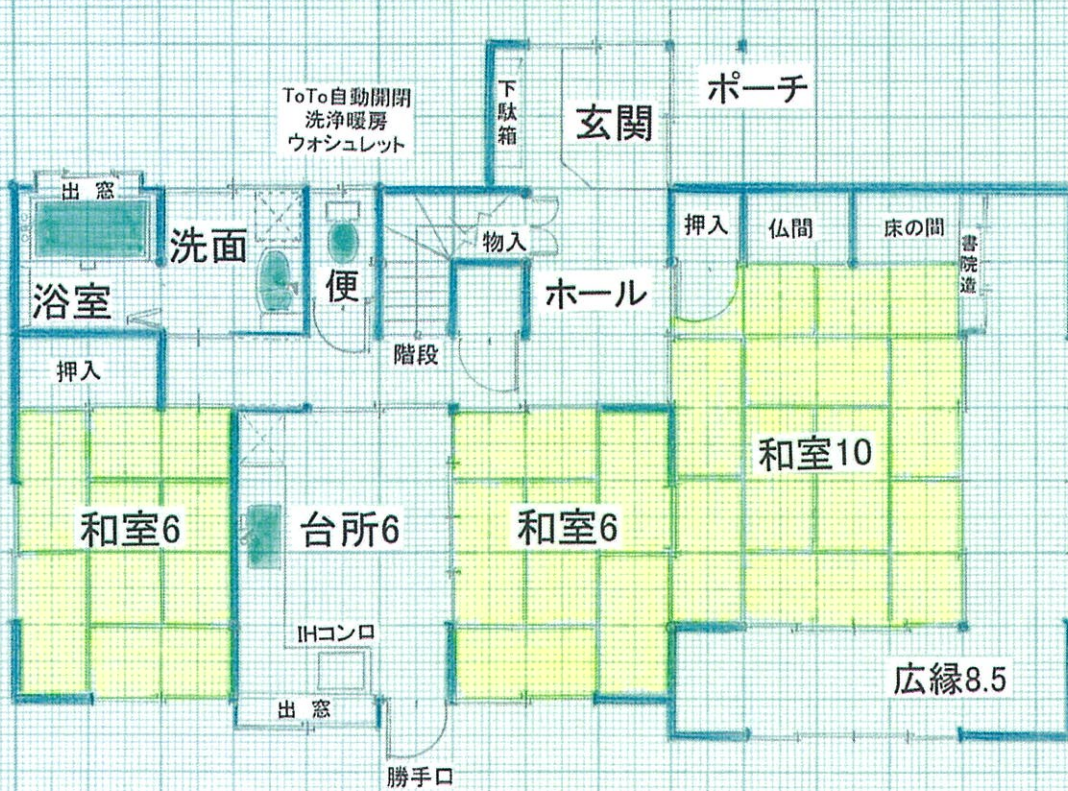 ポーチ
下駄箱
玄関
ToTo自動開閉
洗浄暖房
ウォシュレット
出窓
洗面
浴室
便
物入
ホール
押入
仏間
床の間
書院造
階段
押入
和室6
台所6
和室6
和室10
IHコンロ
出窓
勝手口
広縁8.5